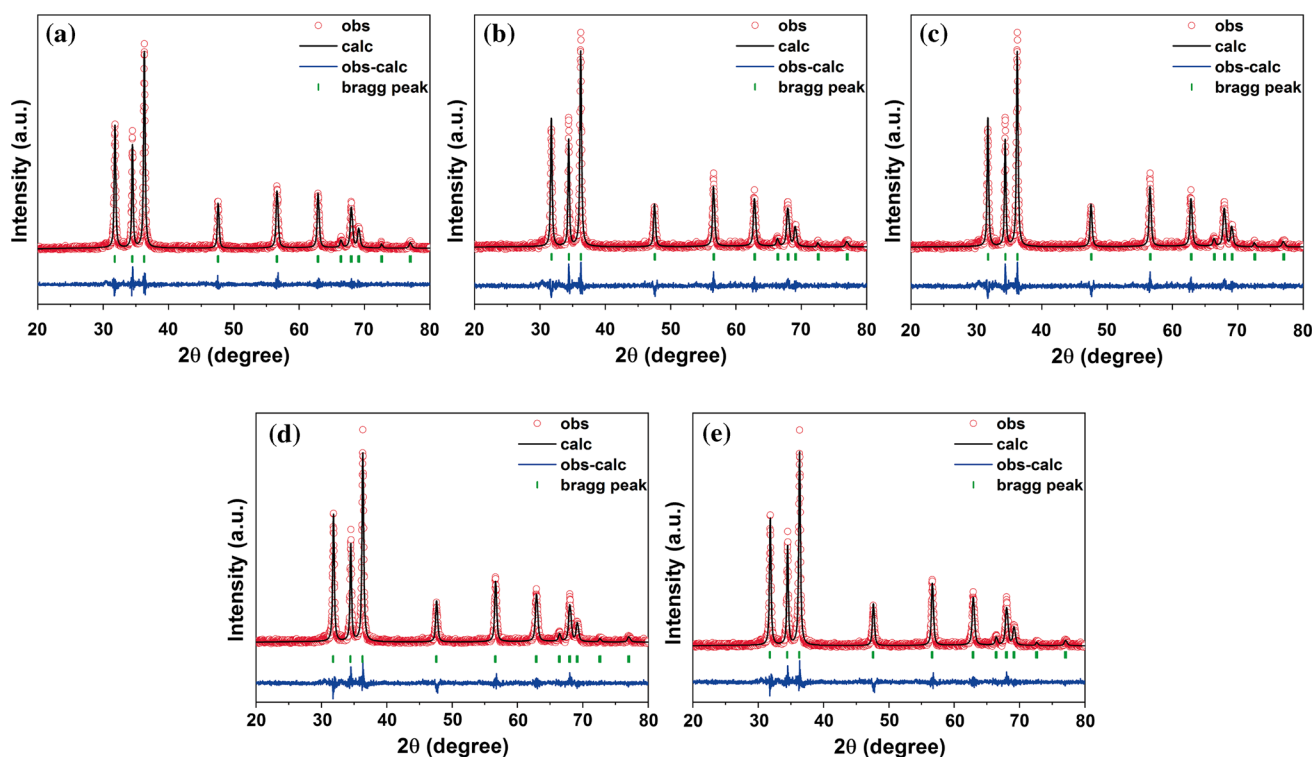 (a)
obs
calc
obs-calc
bragg peak
Intensity (a.u.)
20 30 40 50 60 70 80
2θ (degree)
(b)
obs
calc
obs-calc
bragg peak
Intensity (a.u.)
20 30 40 50 60 70 80
2θ (degree)
(c)
obs
calc
obs-calc
bragg peak
Intensity (a.u.)
20 30 40 50 60 70 80
2θ (degree)
(d)
obs
calc
obs-calc
bragg peak
Intensity (a.u.)
20 30 40 50 60 70 80
2θ (degree)
(e)
obs
calc
obs-calc
bragg peak
Intensity (a.u.)
20 30 40 50 60 70 80
2θ (degree)